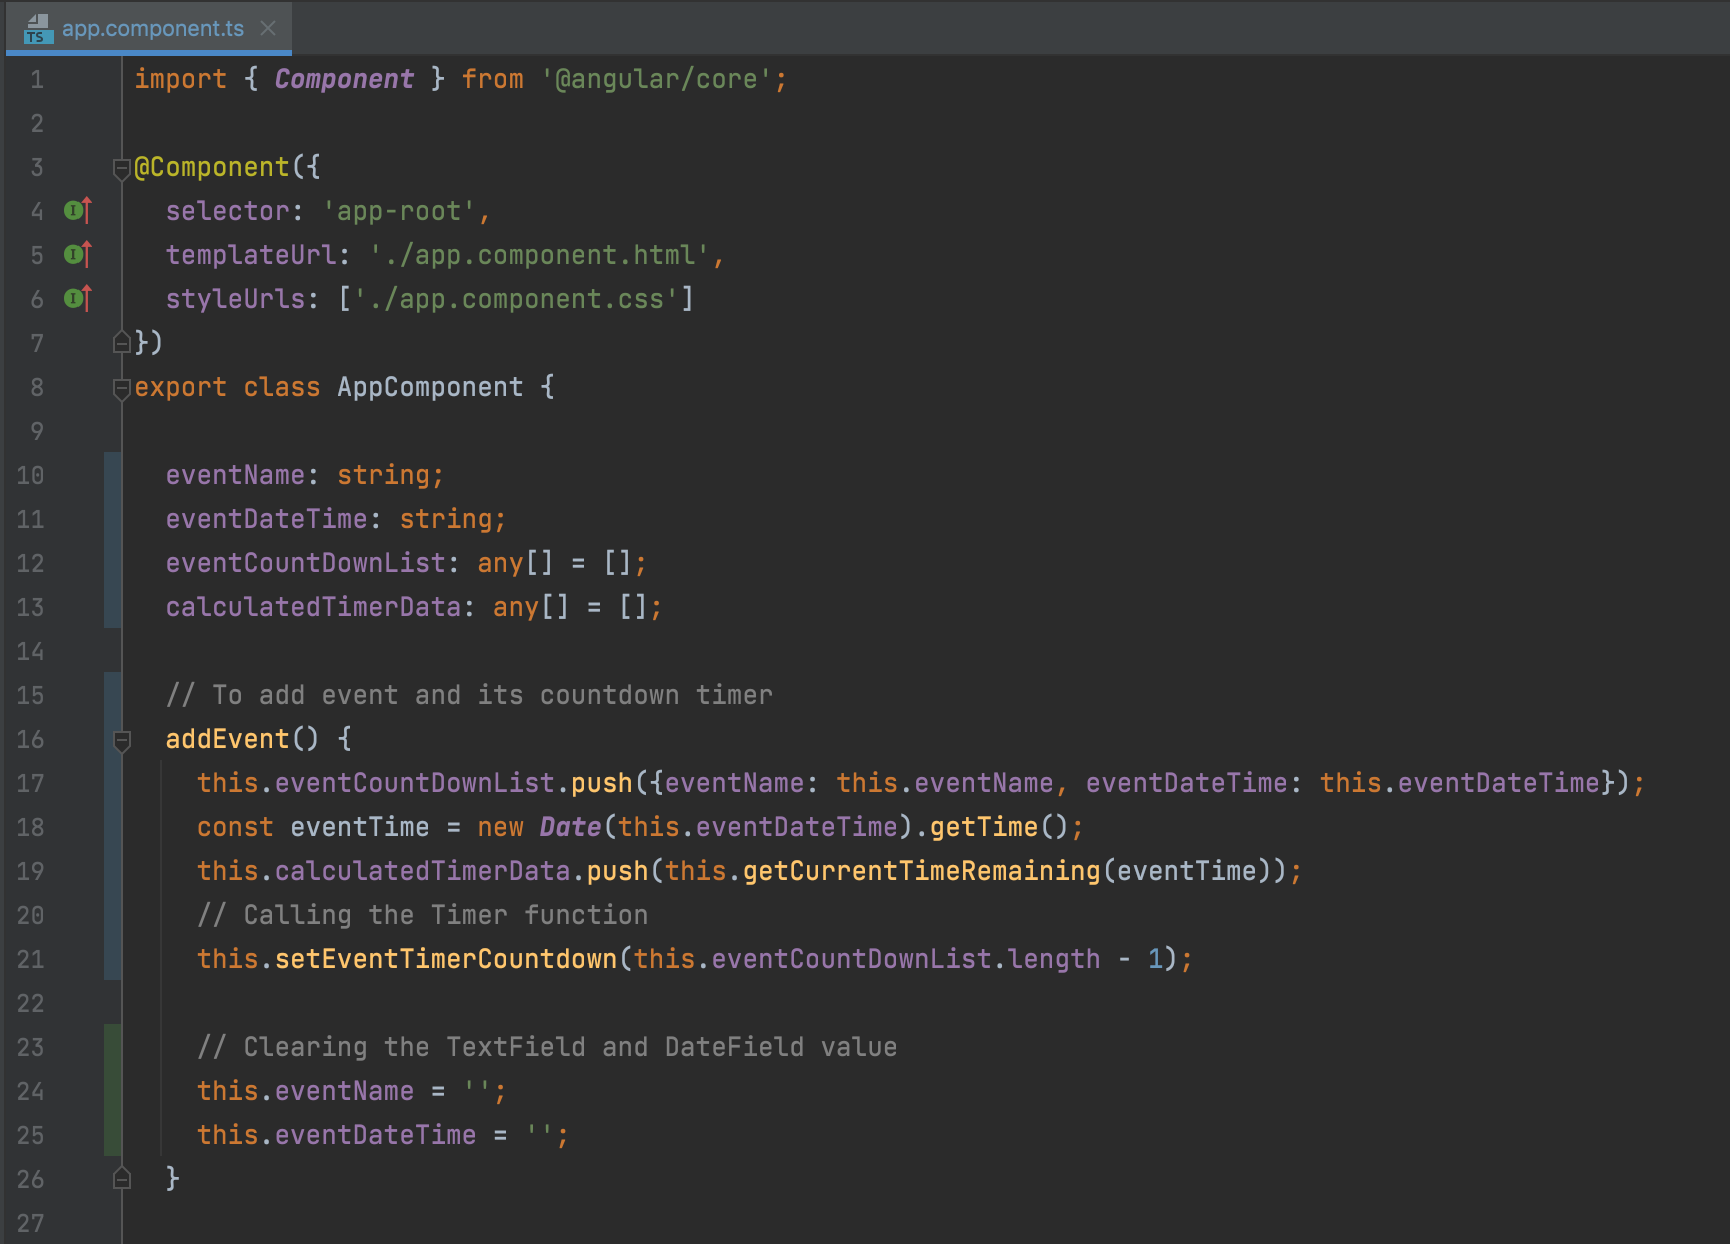 TS app.component.ts
1 import { Component } from '@angular/core';
2
3 @Component({
4 I selector: 'app-root',
5 I templateUrl: './app.component.html',
6 I styleUrls: ['./app.component.css']
7 })
8 export class AppComponent {
9
10 eventName: string;
11 eventDateTime: string;
12 eventCountDownList: any[] = [];
13 calculatedTimerData: any[] = [];
14
15 // To add event and its countdown timer
16 addEvent() {
17 this.eventCountDownList.push({eventName: this.eventName, eventDateTime: this.eventDateTime});
18 const eventTime = new Date(this.eventDateTime).getTime();
19 this.calculatedTimerData.push(this.getCurrentTimeRemaining(eventTime));
20 // Calling the Timer function
21 this.setEventTimerCountdown(this.eventCountDownList.length - 1);
22
23 // Clearing the TextField and DateField value
24 this.eventName = '';
25 this.eventDateTime = '';
26 }
27